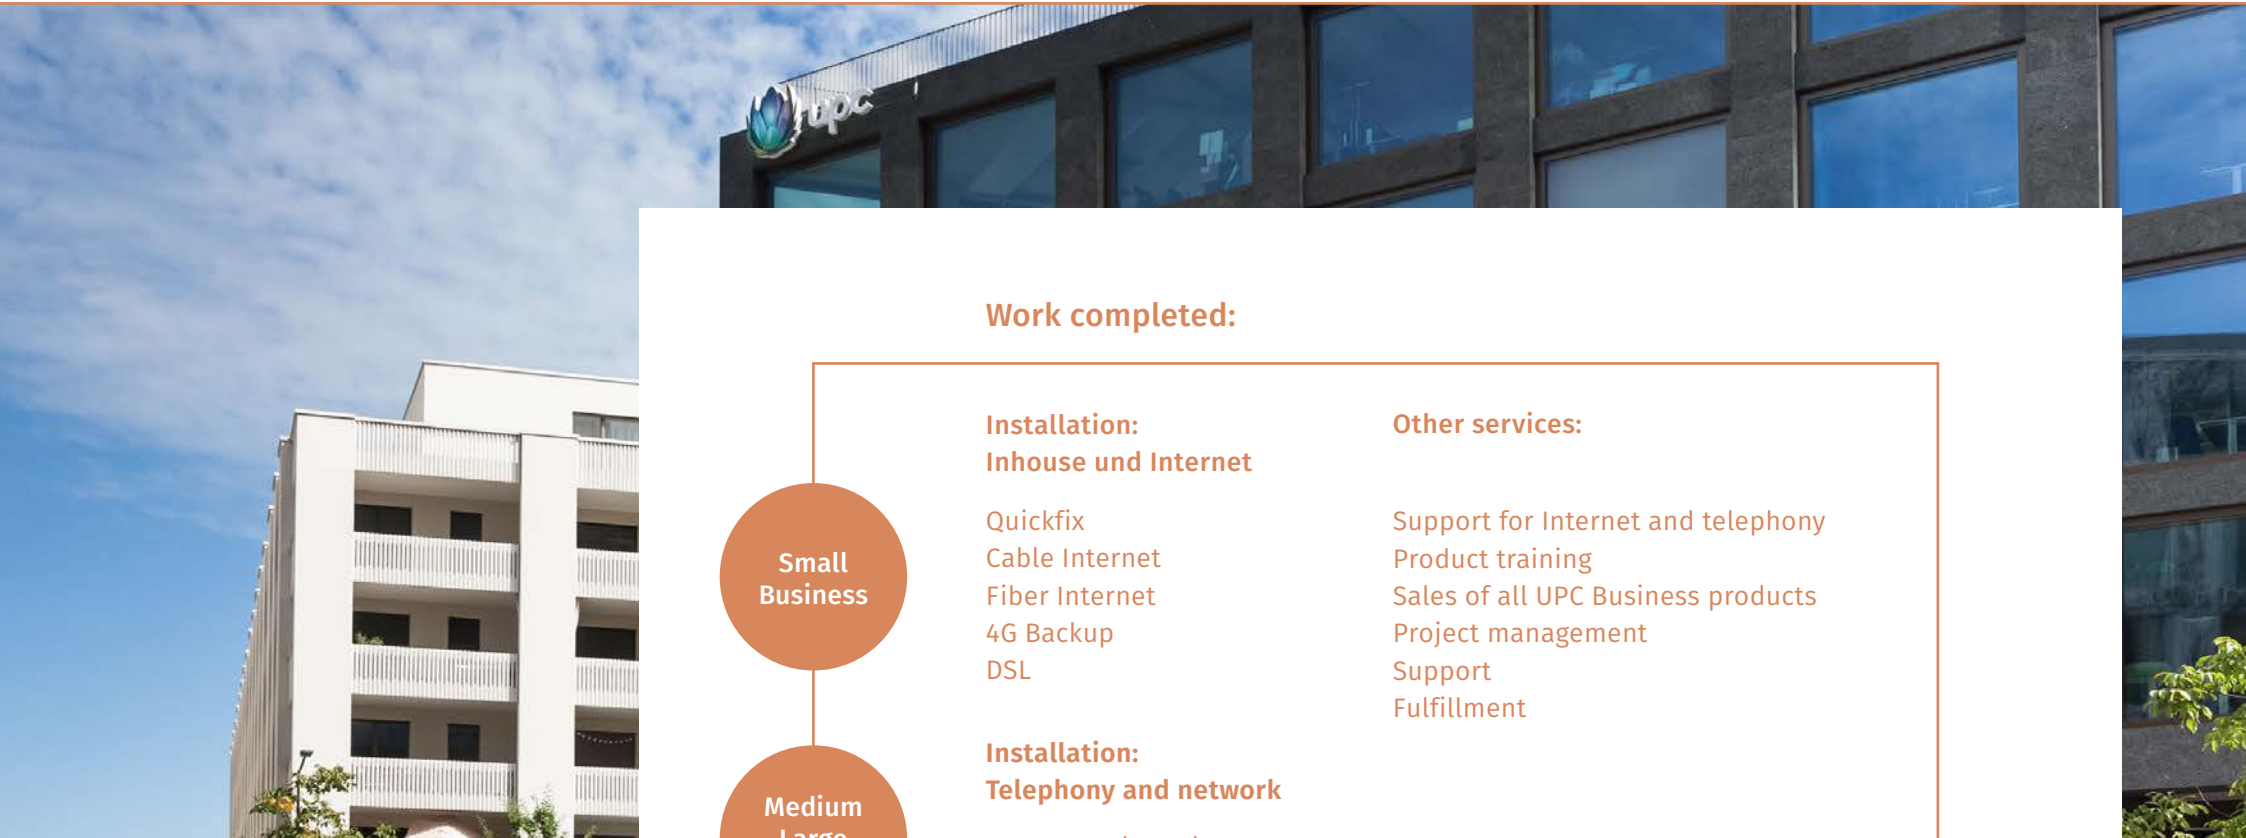 upc
Work completed:
Installation:
Inhouse und Internet
Quickfix
Cable Internet
Fiber Internet
4G Backup
DSL
Other services:
Support for Internet and telephony
Product training
Sales of all UPC Business products
Project management
Support
Fulfillment
Small
Business
Installation:
Telephony and network
Medium
Large